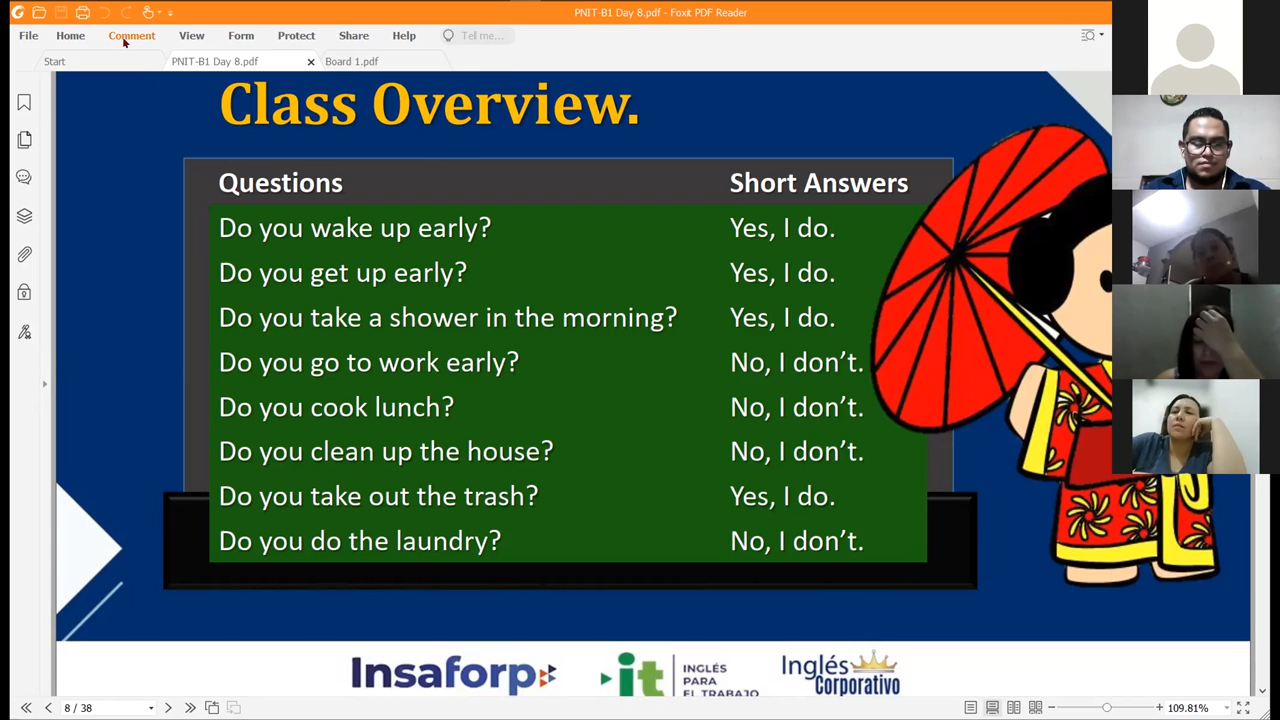 PNIT-B1 Day 8.pdf - Foxit PDF Reader
File Home Comment View Form Protect Share Help Tell me...
Start PNIT-B1 Day 8.pdf Board 1.pdf
Class Overview.
Questions Short Answers
Do you wake up early? Yes, I do.
Do you get up early? Yes, I do.
Do you take a shower in the morning? Yes, I do.
Do you go to work early? No, I don't.
Do you cook lunch? No, I don't.
Do you clean up the house? No, I don't.
Do you take out the trash? Yes, I do.
Do you do the laundry? No, I don't.
Insaforp
it
INGLÉS
PARA
EL TRABAJO
Inglés
Corporativo
8 / 38 109.81%